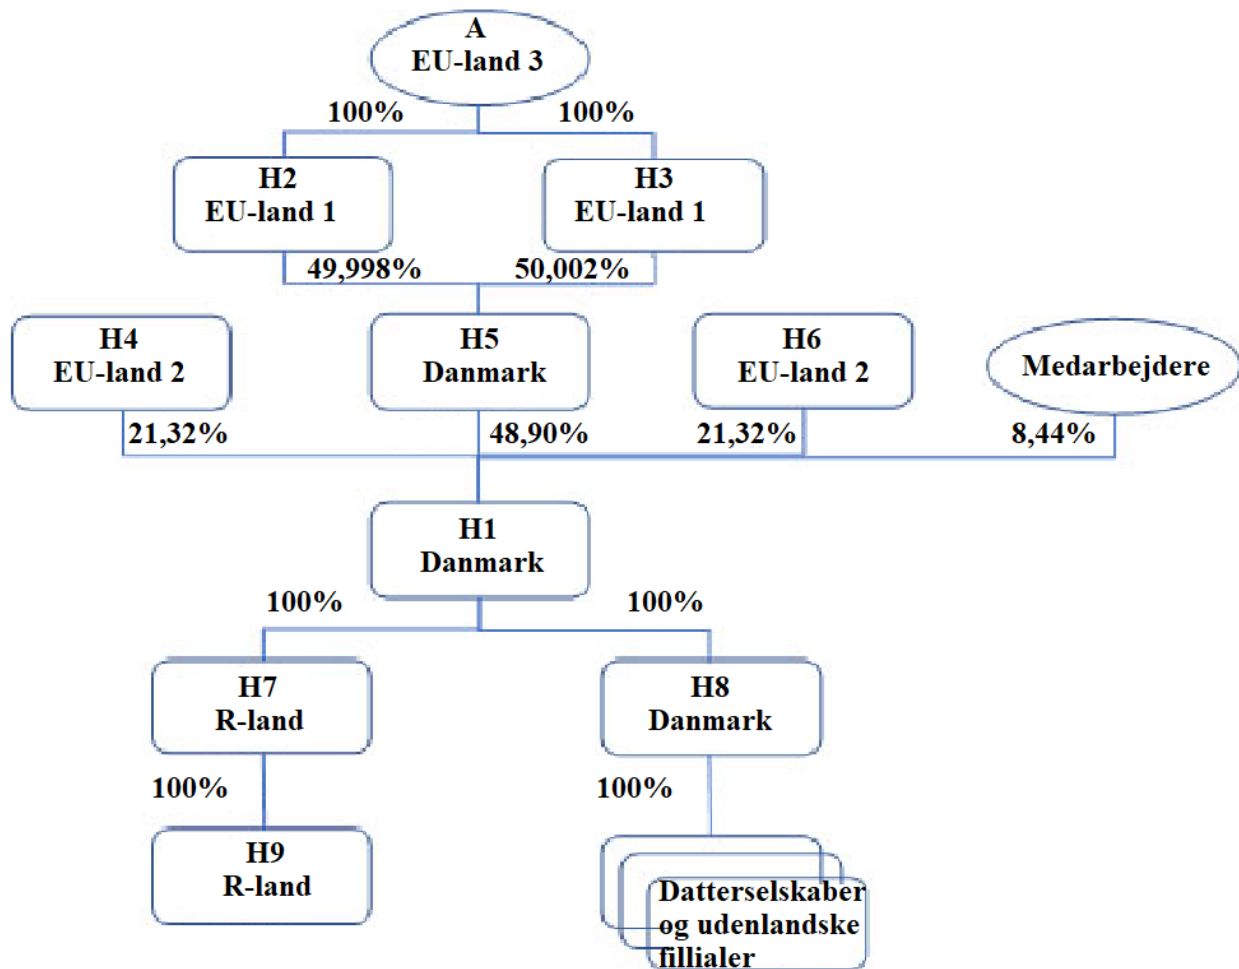 A
EU-land 3
100% 100%
H2
EU-land 1
H3
EU-land 1
49,998% 50,002%
H4
EU-land 2
H5
Danmark
H6
EU-land 2
Medarbejdere
21,32% 48,90% 21,32% 8,44%
H1
Danmark
100% 100%
H7
R-land
H8
Danmark
100% 100%
H9
R-land
Datterselskaber
og udenlandske
fillialer